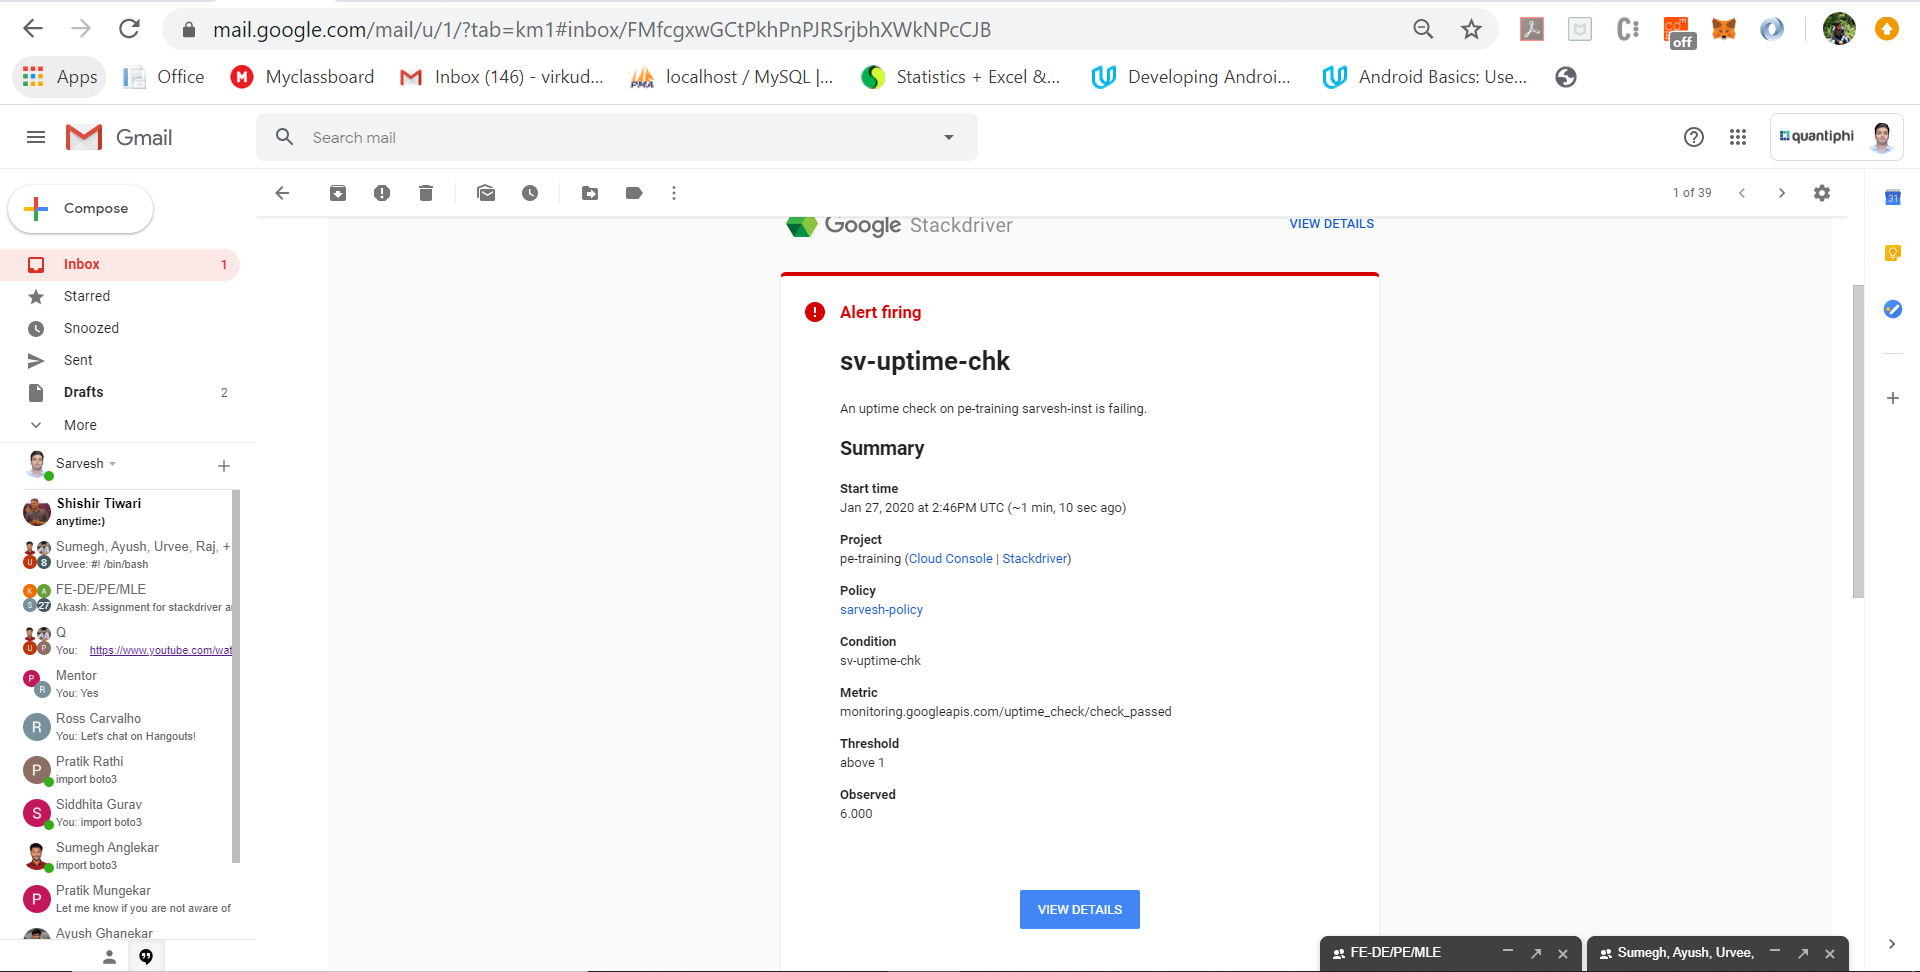 mail.google.com/mail/u/1/?tab=km1#inbox/FMfcgxwGCtPkhPnPJRSrjbhXWkNPcCJB
off
Apps
Office
Myclassboard
Inbox (146) - virkud...
localhost / MySQL |...
Statistics + Excel &...
Developing Androi...
Android Basics: Use...
Gmail
Search mail
quantiphi
Compose
1 of 39
Inbox 1
Starred
Snoozed
Sent
Drafts 2
More
Sarvesh
Shishir Tiwari
anytime:)
Sumegh, Ayush, Urvee, Raj, +
Urvee: #! /bin/bash
FE-DE/PE/MLE
Akash: Assignment for stackdriver a
Q
You: https://www.youtube.com/wat
Mentor
You: Yes
Ross Carvalho
You: Let's chat on Hangouts!
Pratik Rathi
import boto3
Siddhita Gurav
You: import boto3
Sumegh Anglekar
import boto3
Pratik Mungekar
Let me know if you are not aware of
Ayush Ghanekar
Google Stackdriver
VIEW DETAILS
Alert firing
sv-uptime-chk
An uptime check on pe-training sarvesh-inst is failing.
Summary
Start time
Jan 27, 2020 at 2:46PM UTC (~1 min, 10 sec ago)
Project
pe-training (Cloud Console | Stackdriver)
Policy
sarvesh-policy
Condition
sv-uptime-chk
Metric
monitoring.googleapis.com/uptime_check/check_passed
Threshold
above 1
Observed
6.000
VIEW DETAILS
FE-DE/PE/MLE
Sumegh, Ayush, Urvee,
31